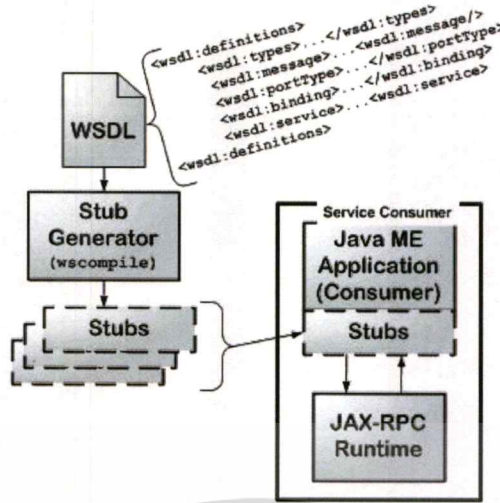 <wsdl:definitions>
<wsdl:types>...</wsdl:types>
<wsdl:message>...<wsdl:message/>
<wsdl:portType>...</wsdl:portType>
<wsdl:binding>...</wsdl:binding>
<wsdl:service>...<wsdl:service>
<wsdl:definitions>
WSDL
Stub
Generator
(wscompile)
Stubs
Service Consumer
Java ME
Application
(Consumer)
Stubs
JAX-RPC
Runtime